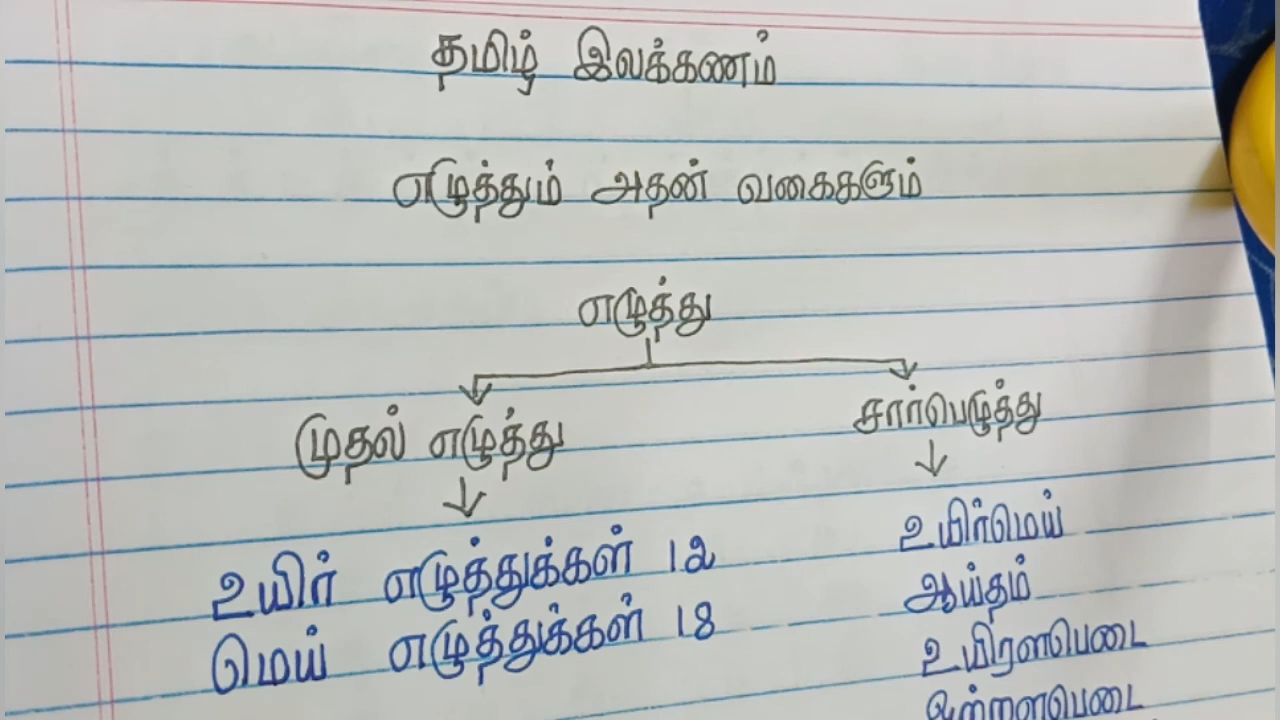 தமிழ் இலக்கணம்
எழுத்தும் அதன் வகைகளும்
எழுத்து
முதல் எழுத்து
சார்பெழுத்து
உயிர் எழுத்துக்கள் 12
மெய் எழுத்துக்கள் 18
உயிர்மெய்
ஆய்தம்
உயிரளபெடை
ஒற்றளபெடை